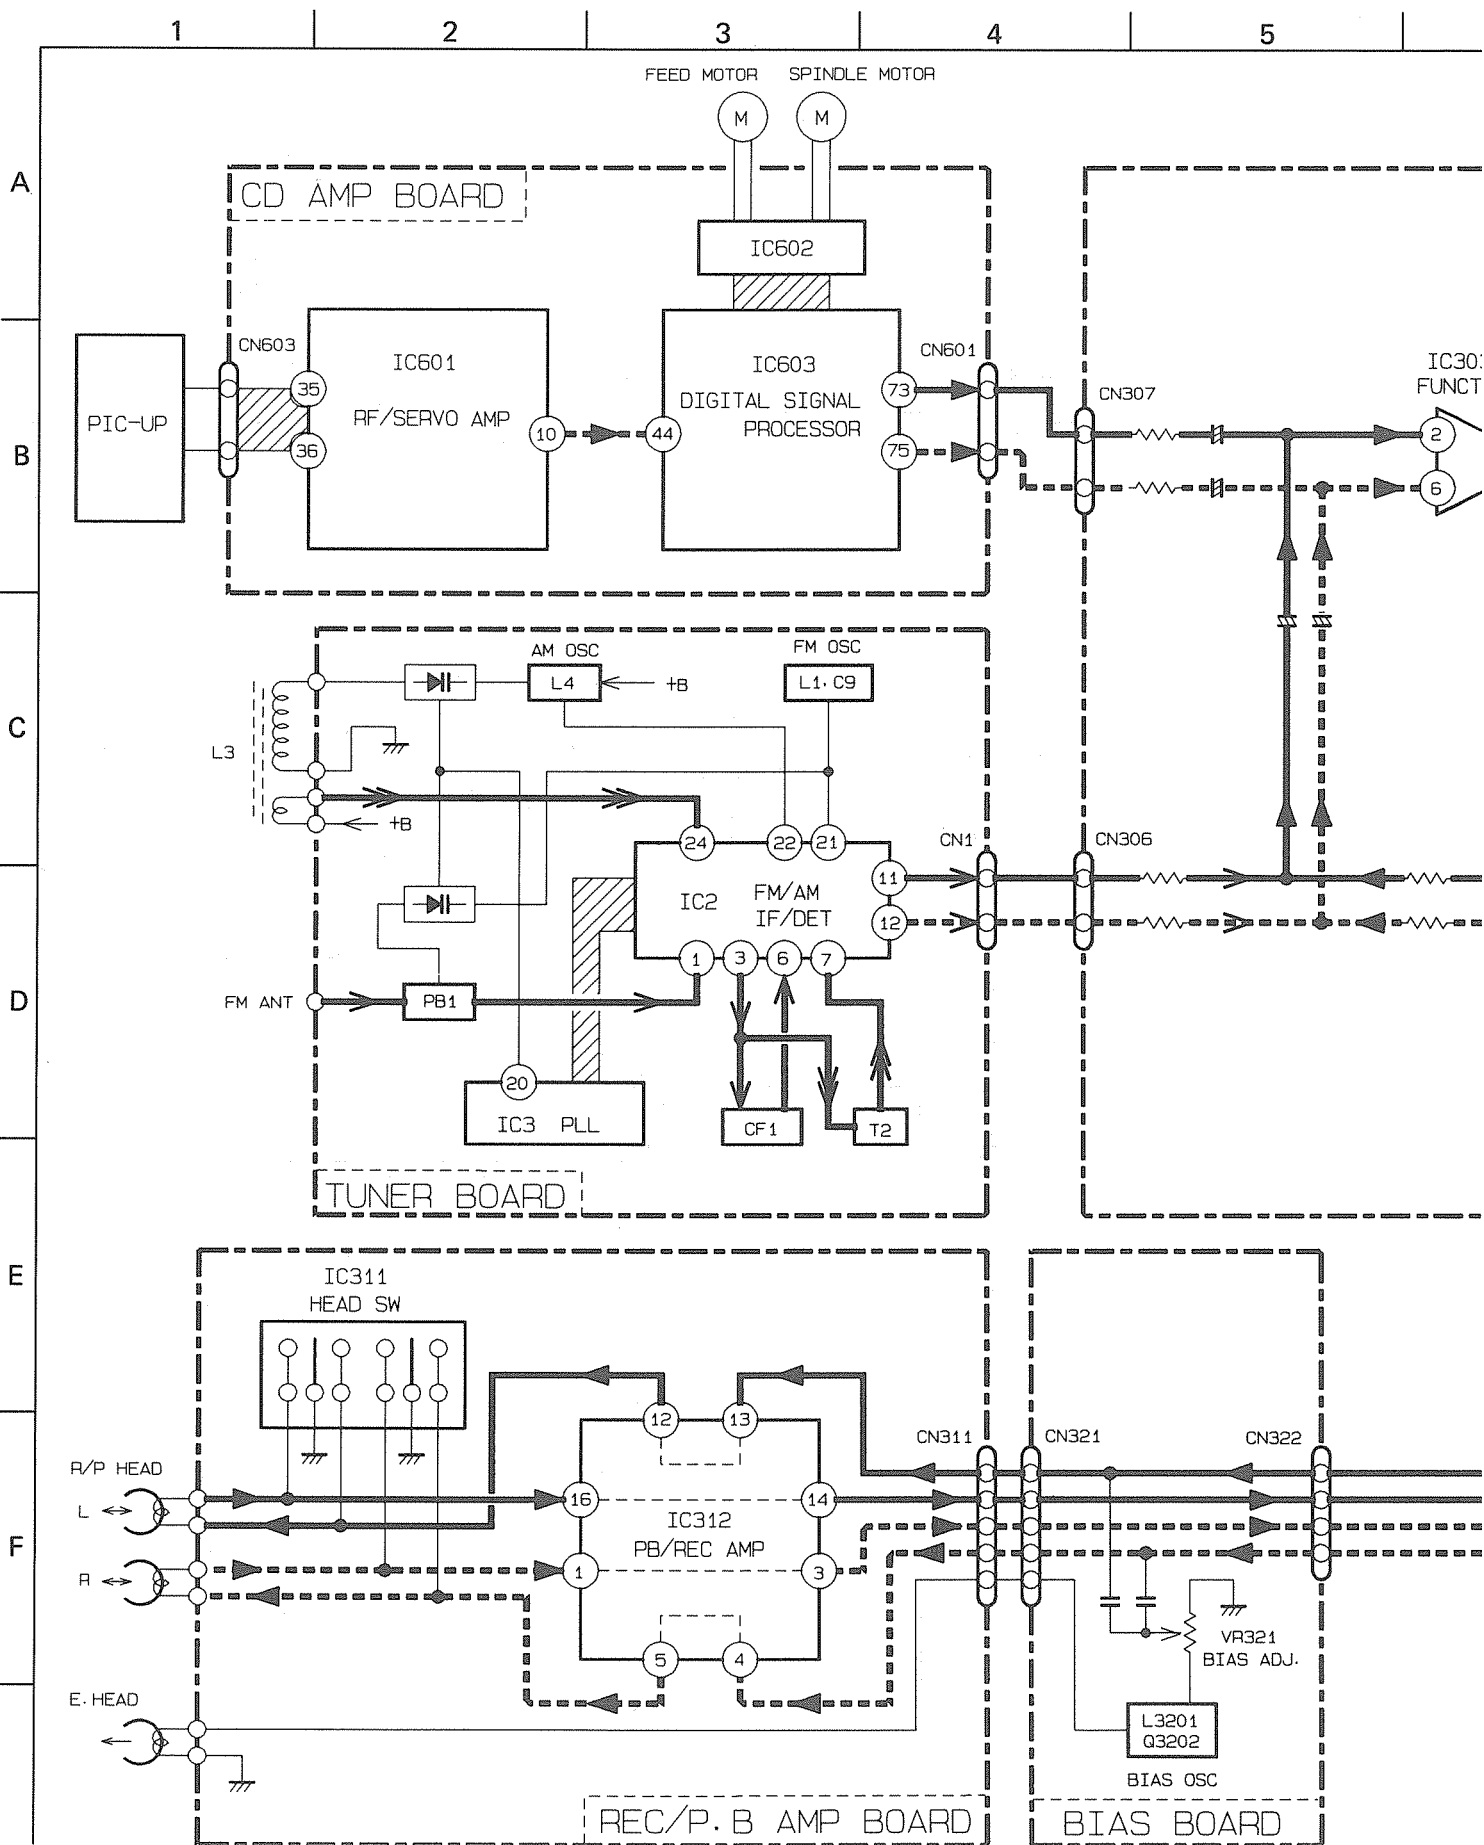 1 2 3 4 5
FEED MOTOR SPINDLE MOTOR
M M
A
CD AMP BOARD
IC602
CN603
35
36
IC601
RF/SERVO AMP
10
44
IC603
DIGITAL SIGNAL
PROCESSOR
73
75
CN601
CN307
IC303
FUNCT
2
6
PIC-UP
B
AM OSC
L4
+B
FM OSC
L1. C9
C
L3
+B
24
22
21
CN1
CN306
IC2
FM/AM
IF/DET
11
12
1
3
6
7
D
FM ANT
PB1
20
IC3 PLL
CF1
T2
TUNER BOARD
E
IC311
HEAD SW
12
13
CN311
CN321
CN322
R/P HEAD
L
16
14
F
IC312
PB/REC AMP
R
1
3
5
4
VR321
BIAS ADJ.
E. HEAD
L3201
Q3202
BIAS OSC
REC/P. B AMP BOARD
BIAS BOARD